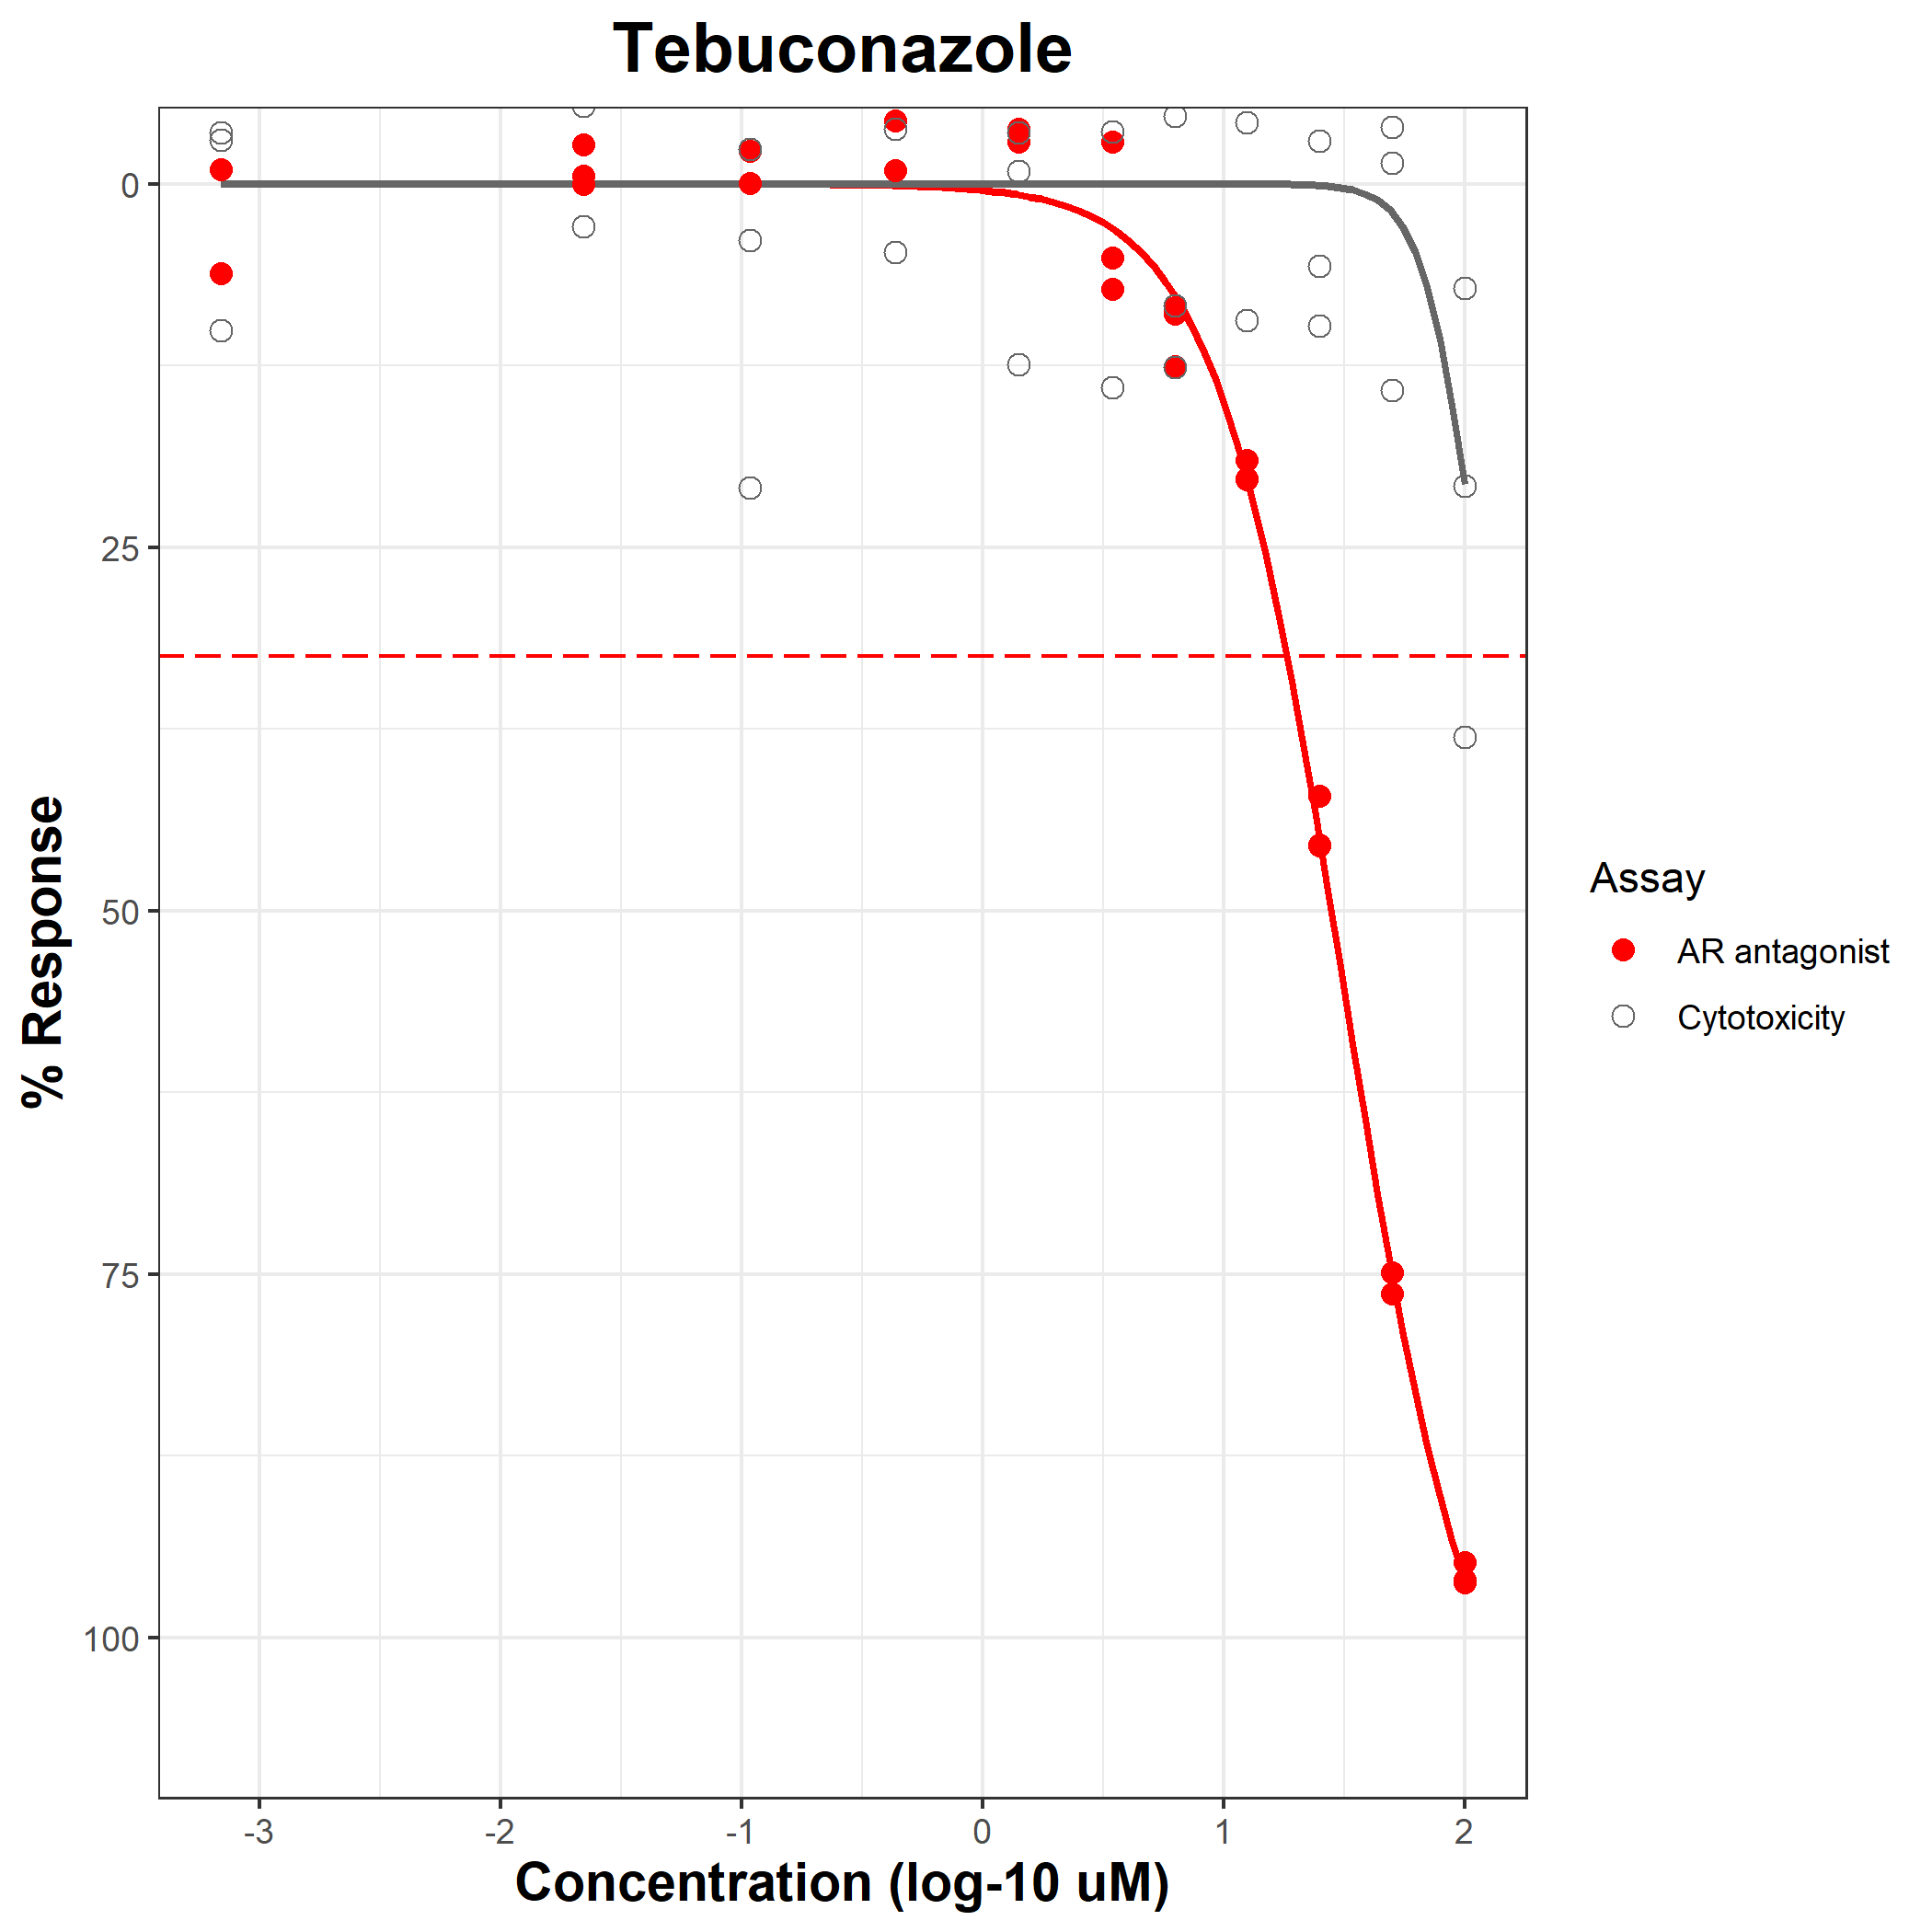 Tebuconazole
0
25
50
75
100
% Response
-3
-2
-1
0
1
2
Concentration (log-10 uM)
Assay
AR antagonist
Cytotoxicity